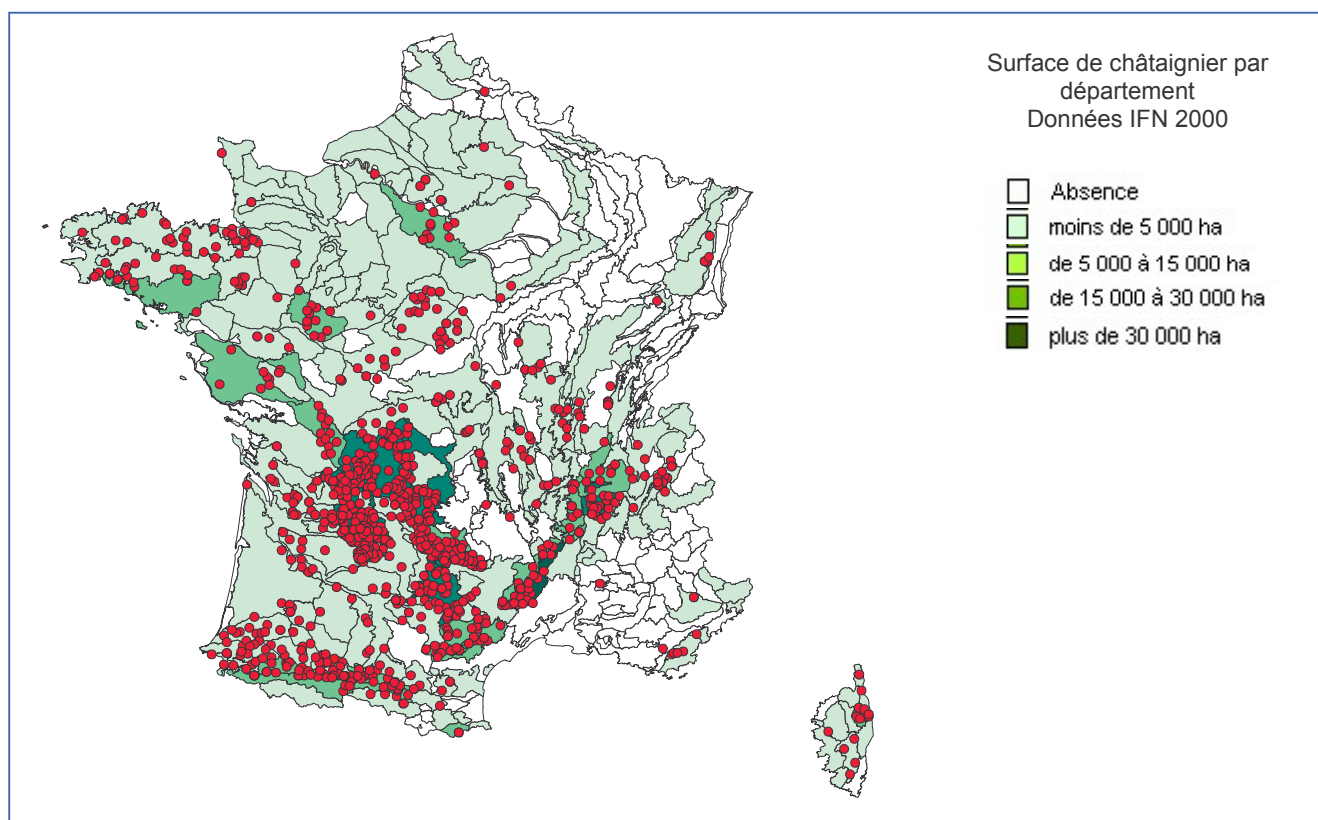 Surface de châtaignier par
département
Données IFN 2000
Absence
moins de 5 000 ha
de 5 000 à 15 000 ha
de 15 000 à 30 000 ha
plus de 30 000 ha